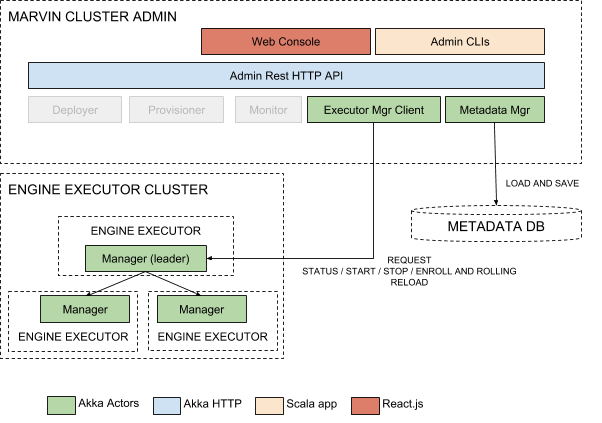 MARVIN CLUSTER ADMIN
Web Console
Admin CLIs
Admin Rest HTTP API
Deployer
Provisioner
Monitor
Executor Mgr Client
Metadata Mgr
LOAD AND SAVE
METADATA DB
ENGINE EXECUTOR CLUSTER
ENGINE EXECUTOR
Manager (leader)
REQUEST
STATUS / START / STOP / ENROLL AND ROLLING
RELOAD
Manager
Manager
ENGINE EXECUTOR
ENGINE EXECUTOR
Akka Actors
Akka HTTP
Scala app
React.js